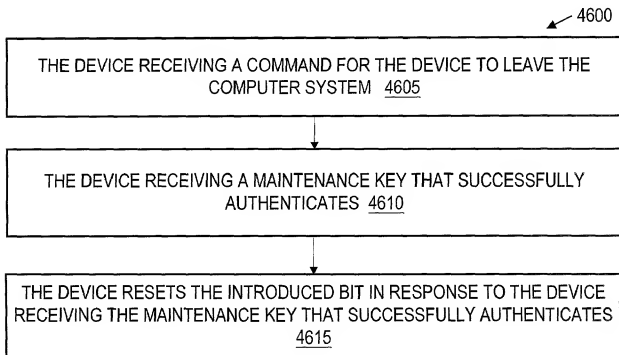 4600
THE DEVICE RECEIVING A COMMAND FOR THE DEVICE TO LEAVE THE
COMPUTER SYSTEM 4605
THE DEVICE RECEIVING A MAINTENANCE KEY THAT SUCCESSFULLY
AUTHENTICATES 4610
THE DEVICE RESETS THE INTRODUCED BIT IN RESPONSE TO THE DEVICE
RECEIVING THE MAINTENANCE KEY THAT SUCCESSFULLY AUTHENTICATES
4615